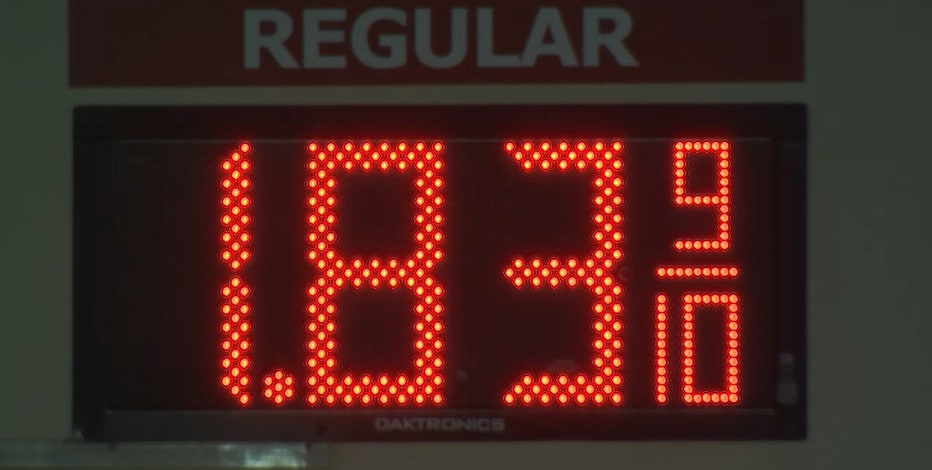 REGULAR
1.83 9/10
DAKTRONICS